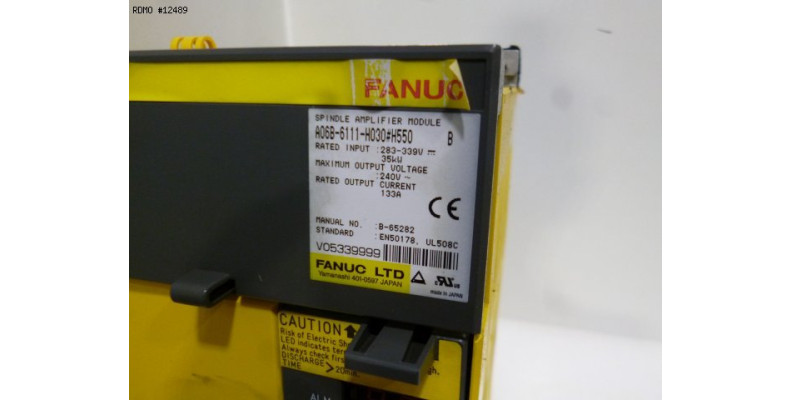 RDMO #12489
FANUC
SPINDLE AMPLIFIER MODULE
A06B-6111-H030#H550 B
RATED INPUT :283-339V ⎓
35kW
MAXIMUM OUTPUT VOLTAGE
:240V ~
RATED OUTPUT CURRENT
133A
CE
MANUAL NO. :B-65282
STANDARD :EN50178, UL508C
V05339999
FANUC LTD
Yamanashi 401-0597 JAPAN
made in JAPAN
CAUTION
Risk of Electric
LED indicates
Always check first
DISCHARGE
TIME >